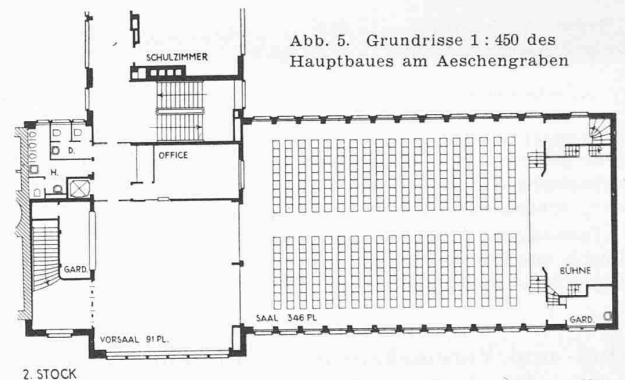 Abb. 5. Grundrisse 1 : 450 des
Hauptbaues am Aeschengraben
SCHULZIMMER
D.
OFFICE
H.
GARD.
BÜHNE
SAAL 346 PL
GARD.
VORSAAL 91 PL.
2. STOCK